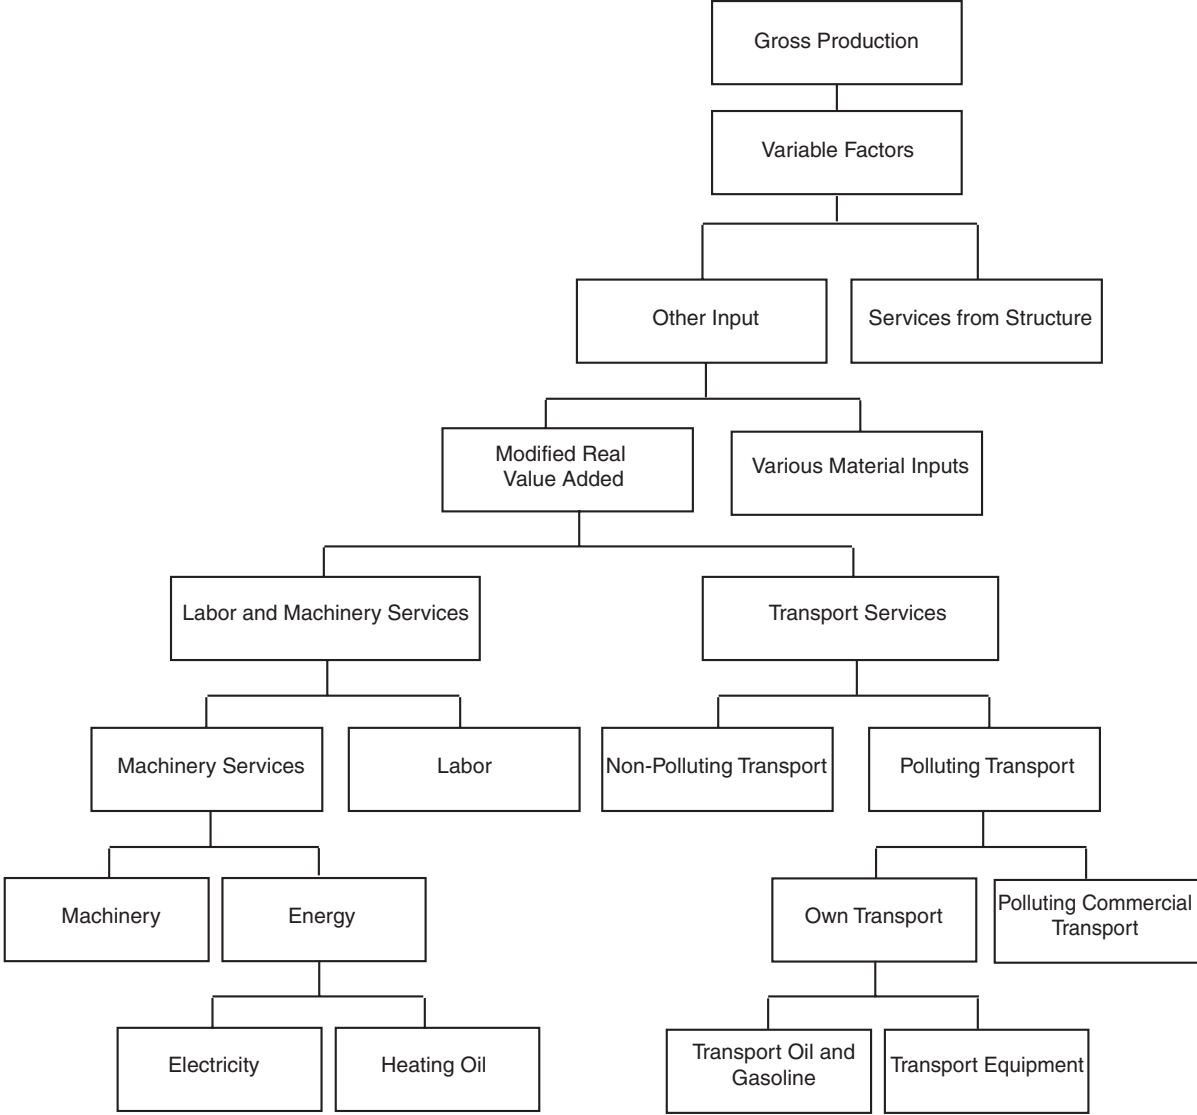 Gross Production
Variable Factors
Other Input
Services from Structure
Modified Real
Value Added
Various Material Inputs
Labor and Machinery Services
Transport Services
Machinery Services
Labor
Non-Polluting Transport
Polluting Transport
Machinery
Energy
Own Transport
Polluting Commercial
Transport
Electricity
Heating Oil
Transport Oil and
Gasoline
Transport Equipment